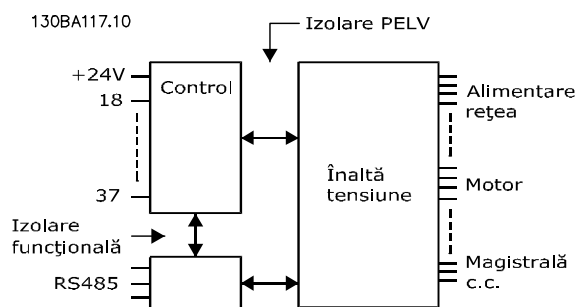 130BA117.10
Izolare PELV
+24V
18
37
Control
Înaltă
tensiune
Alimentare
reţea
Motor
Magistrală
c.c.
Izolare
funcţională
RS485